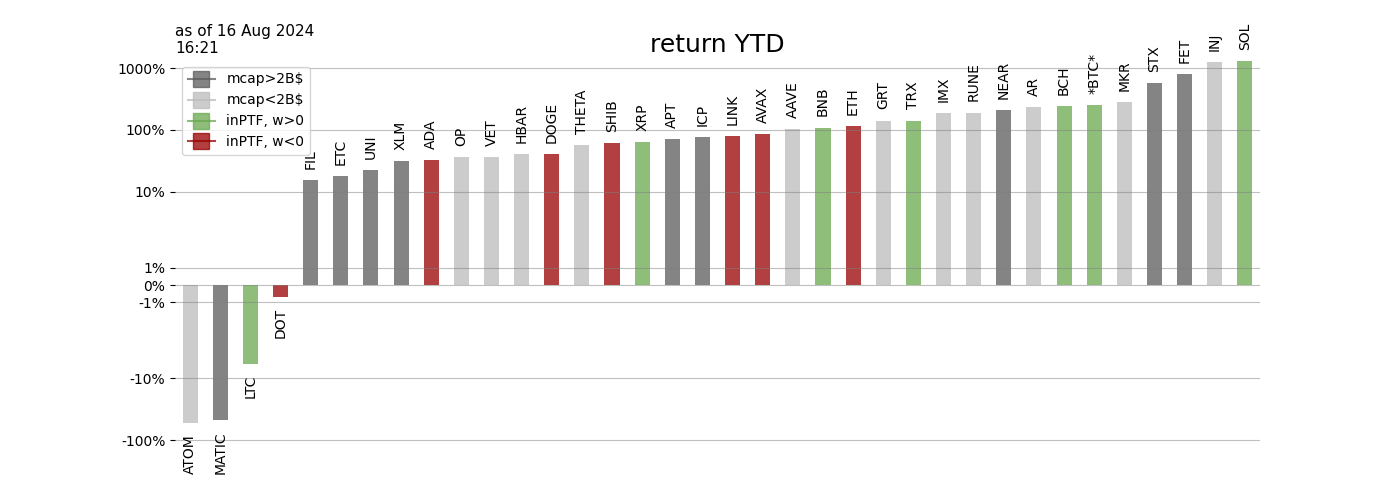 as of 16 Aug 2024
16:21
return YTD
mcap>2B$
mcap<2B$
inPTF, w>0
inPTF, w<0
1000%
100%
10%
1%
0%
-1%
-10%
-100%
ATOM
MATIC
LTC
DOT
FIL
ETC
UNI
XLM
ADA
OP
VET
HBAR
DOGE
THETA
SHIB
XRP
APT
ICP
LINK
AVAX
AAVE
BNB
ETH
GRT
TRX
IMX
RUNE
NEAR
AR
BCH
*BTC*
MKR
STX
FET
INJ
SOL